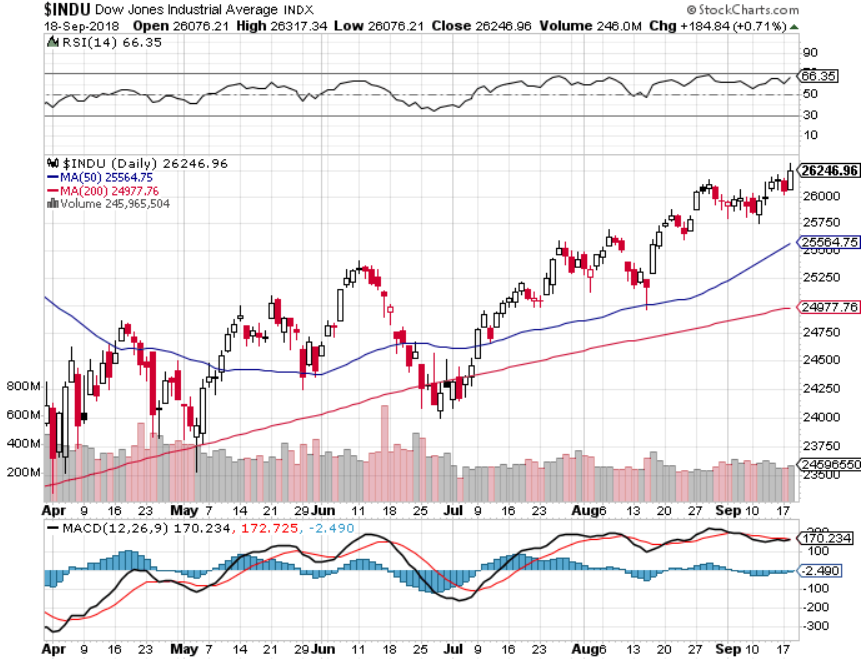 $INDU Dow Jones Industrial Average INDX © StockCharts.com
18-Sep-2018 Open 26076.21 High 26317.34 Low 26076.21 Close 26246.96 Volume 246.0M Chg +184.84 (+0.71%)
RSI(14) 66.35
90
66.35
50
30
10
$INDU (Daily) 26246.96
MA(50) 25564.75
MA(200) 24977.76
Volume 245,965,504
26246.96
26000
25750
25564.75
25500
25250
24977.76
24750
24500
24250
24000
23750
24596550
23500
800M
600M
400M
200M
Apr 9 16 23 May 7 14 21 29 Jun 11 18 25 Jul 9 16 23 Aug 6 13 20 27 Sep 10 17
MACD(12,26,9) 170.234, 172.725, -2.490
200
170.234
100
-2.490
-100
-200
-300
Apr 9 16 23 May 7 14 21 29 Jun 11 18 25 Jul 9 16 23 Aug 6 13 20 27 Sep 10 17